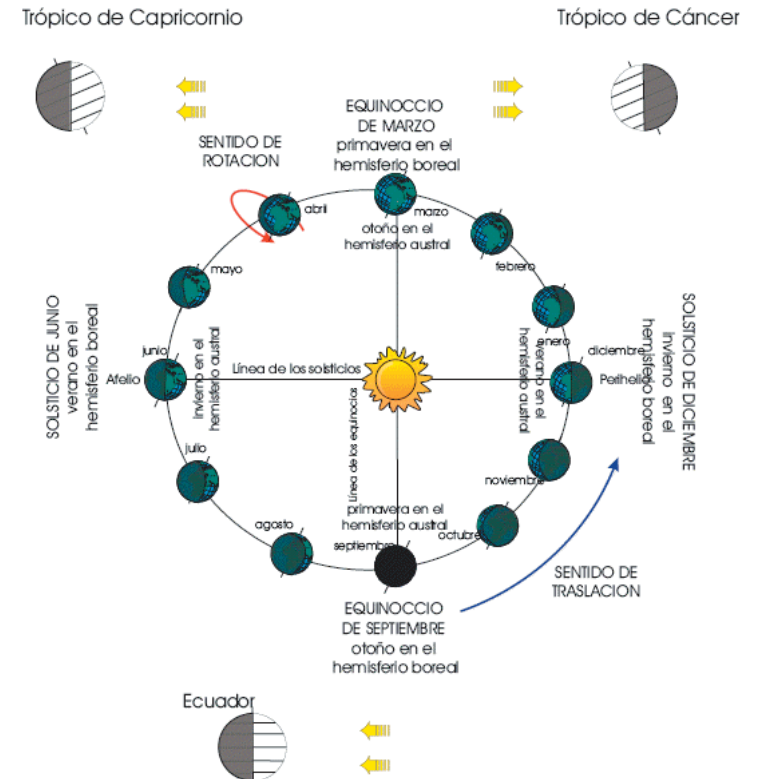 Trópico de Capricornio
Trópico de Cáncer
EQUINOCCIO
DE MARZO
primavera en el
hemisferio boreal
SENTIDO DE
ROTACION
abril
marzo
otoño en el
hemisferio austral
febrero
mayo
enero
junio
diciembre
SOLSTICIO DE JUNIO
verano en el
hemisferio boreal
Afelio
invierno en el
hemisferio austral
Línea de los solsticios
verano en el
hemisferio austral
Perihelio
SOLSTICIO DE DICIEMBRE
invierno en el
hemisferio boreal
Línea de los equinocios
julio
noviembre
primavera en el
hemisferio austral
agosto
septiembre
octubre
SENTIDO DE
TRASLACION
EQUINOCCIO
DE SEPTIEMBRE
otoño en el
hemisferio boreal
Ecuador